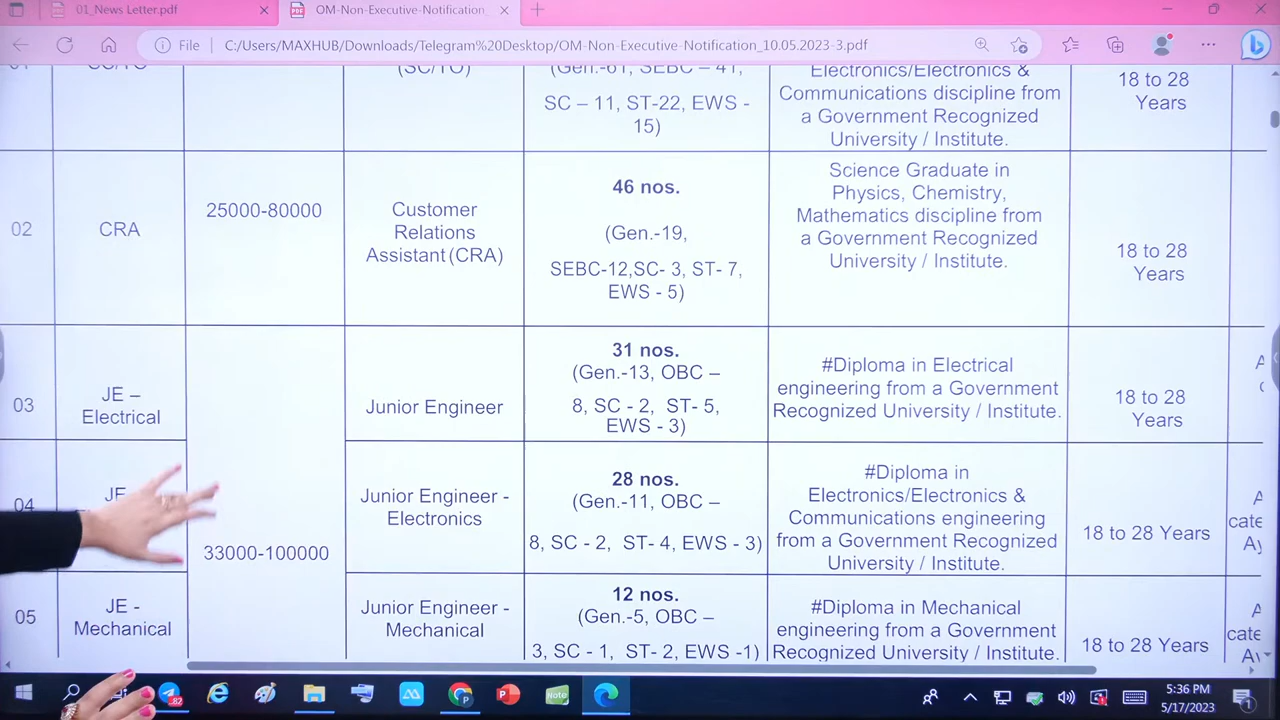 01_News Letter.pdf
OM-Non-Executive-Notification_
File
C:/Users/MAXHUB/Downloads/Telegram%20Desktop/OM-Non-Executive-Notification_10.05.2023-3.pdf
(SC/TO)
(Gen.-61, SEBC – 41,
SC – 11, ST-22, EWS -
15)
Electronics/Electronics &
Communications discipline from
a Government Recognized
University / Institute.
18 to 28
Years
02
CRA
25000-80000
Customer
Relations
Assistant (CRA)
46 nos.
(Gen.-19,
SEBC-12,SC- 3, ST- 7,
EWS - 5)
Science Graduate in
Physics, Chemistry,
Mathematics discipline from
a Government Recognized
University / Institute.
18 to 28
Years
03
JE –
Electrical
33000-100000
Junior Engineer
31 nos.
(Gen.-13, OBC –
8, SC - 2, ST- 5,
EWS - 3)
#Diploma in Electrical
engineering from a Government
Recognized University / Institute.
18 to 28
Years
04
JE
Junior Engineer -
Electronics
28 nos.
(Gen.-11, OBC –
8, SC - 2, ST- 4, EWS - 3)
#Diploma in
Electronics/Electronics &
Communications engineering
from a Government Recognized
University / Institute.
18 to 28 Years
05
JE -
Mechanical
Junior Engineer -
Mechanical
12 nos.
(Gen.-5, OBC –
3, SC - 1, ST- 2, EWS -1)
#Diploma in Mechanical
engineering from a Government
Recognized University / Institute.
18 to 28 Years
82
Note
5:36 PM
5/17/2023
1